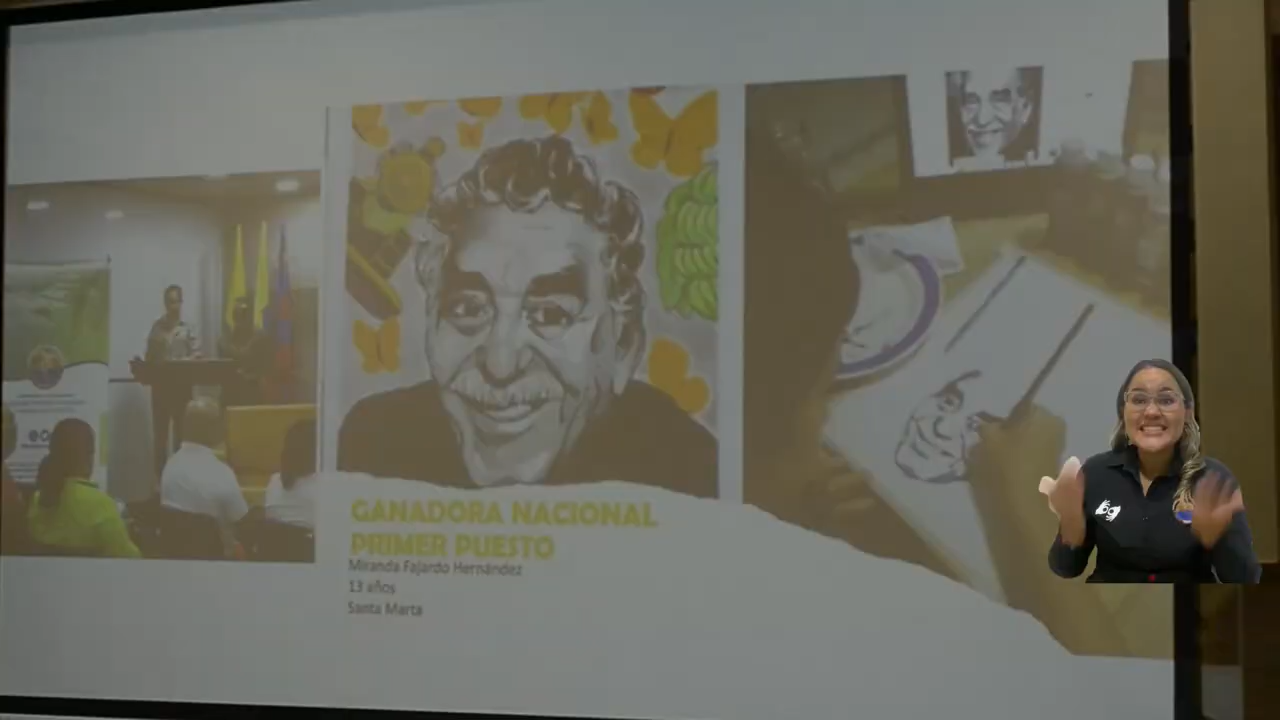 GANADORA NACIONAL
PRIMER PUESTO
Miranda Fajardo Hernández
13 años
Santa Marta